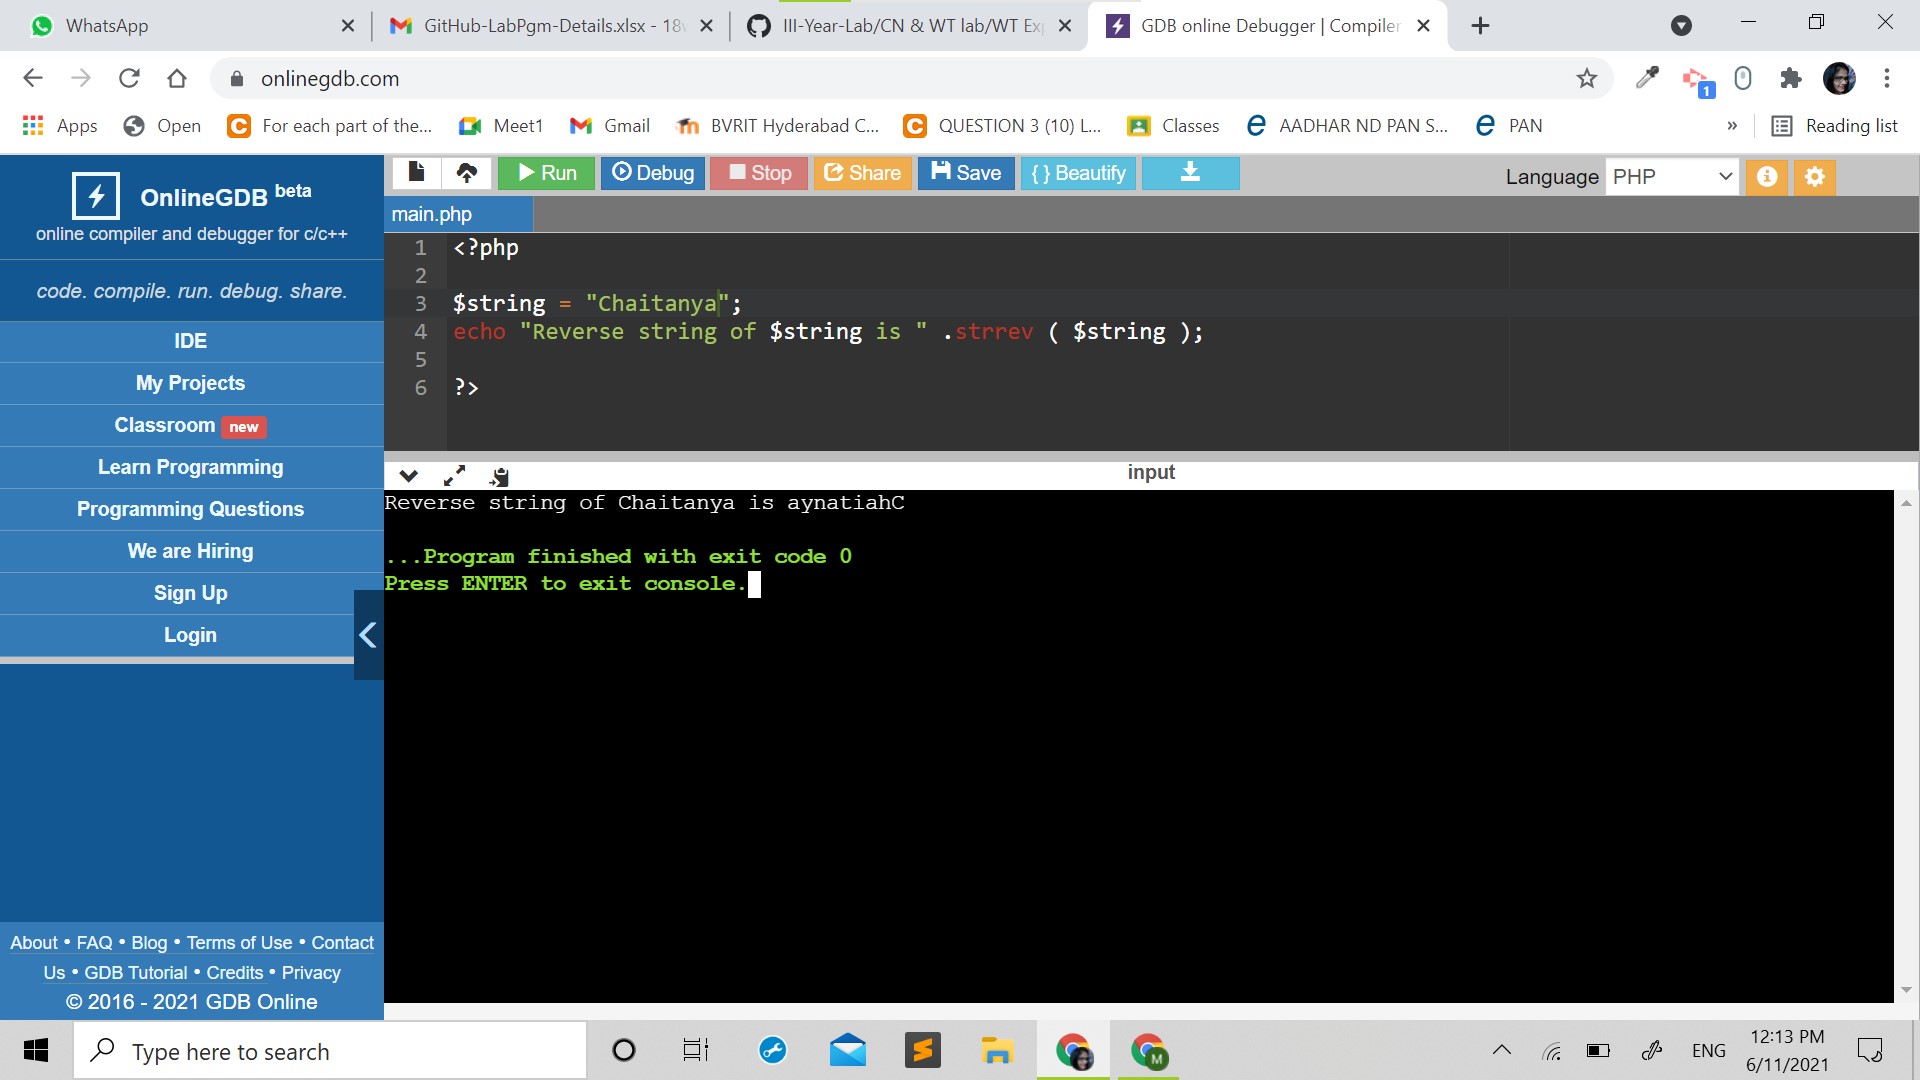 WhatsApp
GitHub-LabPgm-Details.xlsx - 18
III-Year-Lab/CN & WT lab/WT Ex
GDB online Debugger | Compiler
onlinegdb.com
1
Apps
Open
For each part of the...
Meet1
Gmail
BVRIT Hyderabad C...
QUESTION 3 (10) L...
Classes
AADHAR ND PAN S...
PAN
»
Reading list
OnlineGDB beta
online compiler and debugger for c/c++
code. compile. run. debug. share.
IDE
My Projects
Classroom new
Learn Programming
Programming Questions
We are Hiring
Sign Up
Login
About • FAQ • Blog • Terms of Use • Contact
Us • GDB Tutorial • Credits • Privacy
© 2016 - 2021 GDB Online
Run
Debug
Stop
Share
Save
{ } Beautify
Language PHP
main.php
1 <?php
2
3 $string = "Chaitanya";
4 echo "Reverse string of $string is " .strrev ( $string );
5
6 ?>
input
Reverse string of Chaitanya is aynatiahC
...Program finished with exit code 0
Press ENTER to exit console.
Type here to search
M
ENG
12:13 PM
6/11/2021